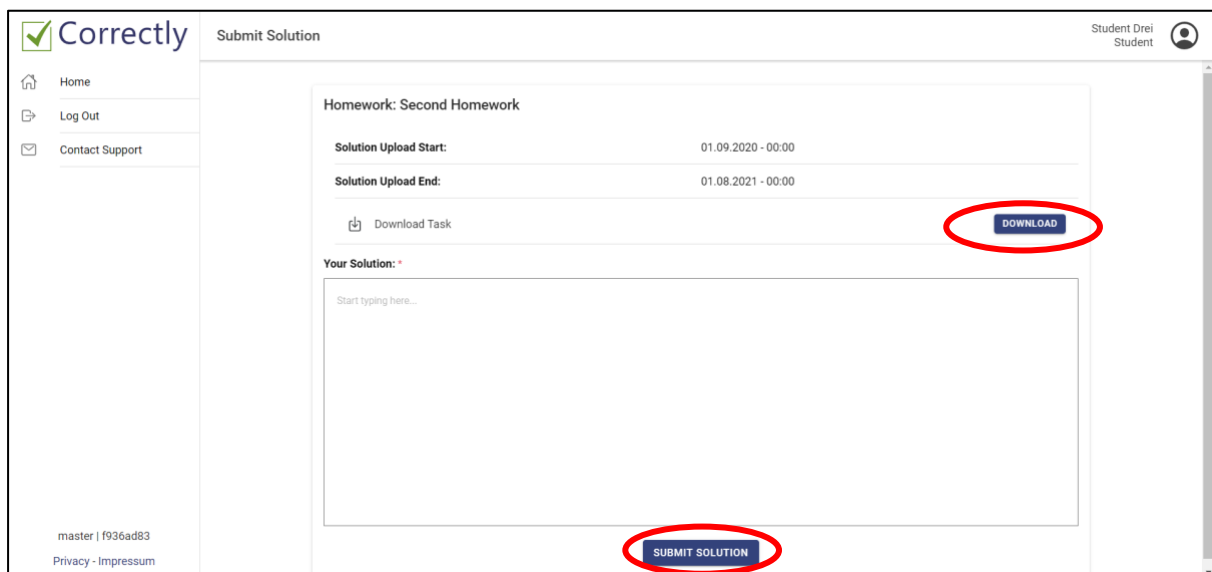 Correctly
Submit Solution
Student Drei
Student
Home
Log Out
Contact Support
Homework: Second Homework
Solution Upload Start: 01.09.2020 - 00:00
Solution Upload End: 01.08.2021 - 00:00
Download Task DOWNLOAD
Your Solution: *
Start typing here...
SUBMIT SOLUTION
master | f936ad83
Privacy - Impressum